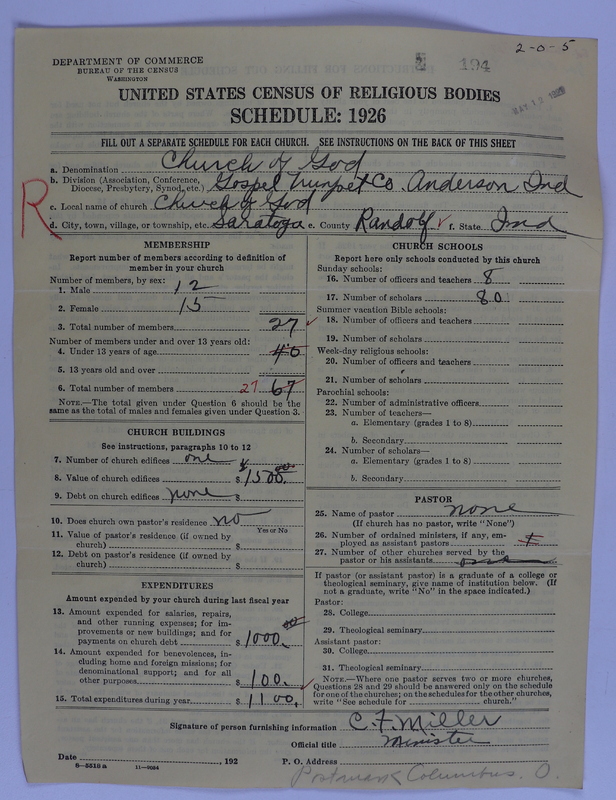 2-0-5
194
DEPARTMENT OF COMMERCE
BUREAU OF THE CENSUS
WASHINGTON
UNITED STATES CENSUS OF RELIGIOUS BODIES
SCHEDULE: 1926
FILL OUT A SEPARATE SCHEDULE FOR EACH CHURCH. SEE INSTRUCTIONS ON THE BACK OF THIS SHEET
a. Denomination Church of God
b. Division (Association, Conference, Diocese, Presbytery, Synod, etc.) Gospel Trumpet Co. Anderson Ind
c. Local name of church Church of God
R
d. City, town, village, or township, etc. Saratoga e. County Randolf f. State Ind
MEMBERSHIP
Report number of members according to definition of
member in your church
Number of members, by sex:
1. Male 12
2. Female 15
3. Total number of members 27
Number of members under and over 13 years old:
4. Under 13 years of age 40
5. 13 years old and over
6. Total number of members 27 67
NOTE.—The total given under Question 6 should be
same as the total of males and females given under Question 3.
CHURCH BUILDINGS
See instructions, paragraphs 10 to 12
7. Number of church edifices one
8. Value of church edifices $ 1500.00
9. Debt on church edifices none $
10. Does church own pastor's residence no
Yes or No
11. Value of pastor's residence (if owned by
church) $
12. Debt on pastor's residence (if owned by
church) $
EXPENDITURES
Amount expended by your church during last fiscal year
13. Amount expended for salaries, repairs,
and other running expenses; for im-
provements or new buildings; and for
payments on church debt $ 1000.00
14. Amount expended for benevolences, in-
cluding home and foreign missions; for
denominational support; and for all
other purposes $ 100.
15. Total expenditures during year $ 1100.
CHURCH SCHOOLS
Report here only schools conducted by this church
Sunday schools:
16. Number of officers and teachers 8
17. Number of scholars 80
Summer vacation Bible schools:
18. Number of officers and teachers
19. Number of scholars
Week-day religious schools:
20. Number of officers and teachers
21. Number of scholars
Parochial schools:
22. Number of administrative officers
23. Number of teachers—
a. Elementary (grades 1 to 8)
b. Secondary
24. Number of scholars—
a. Elementary (grades 1 to 8)
b. Secondary
PASTOR
25. Name of pastor none
(If church has no pastor, write "None")
26. Number of ordained ministers, if any, em-
ployed as assistant pastors
27. Number of other churches served by the
pastor or his assistants
If pastor (or assistant pastor) is a graduate of a college or
theological seminary, give name of institution below. (If
not a graduate, write "No" in the space indicated.)
Pastor:
28. College
29. Theological seminary
Assistant pastor:
30. College
31. Theological seminary
NOTE.—Where one pastor serves two or more churches,
Questions 28 and 29 should be answered only on the schedule
for one of the churches; on the schedules for the other churches,
write "See schedule for church."
Signature of person furnishing information C. F. Miller
Official title Minister
Date , 192 P. O. Address
8-5518 a 11-9064
Postmark Columbus. O.